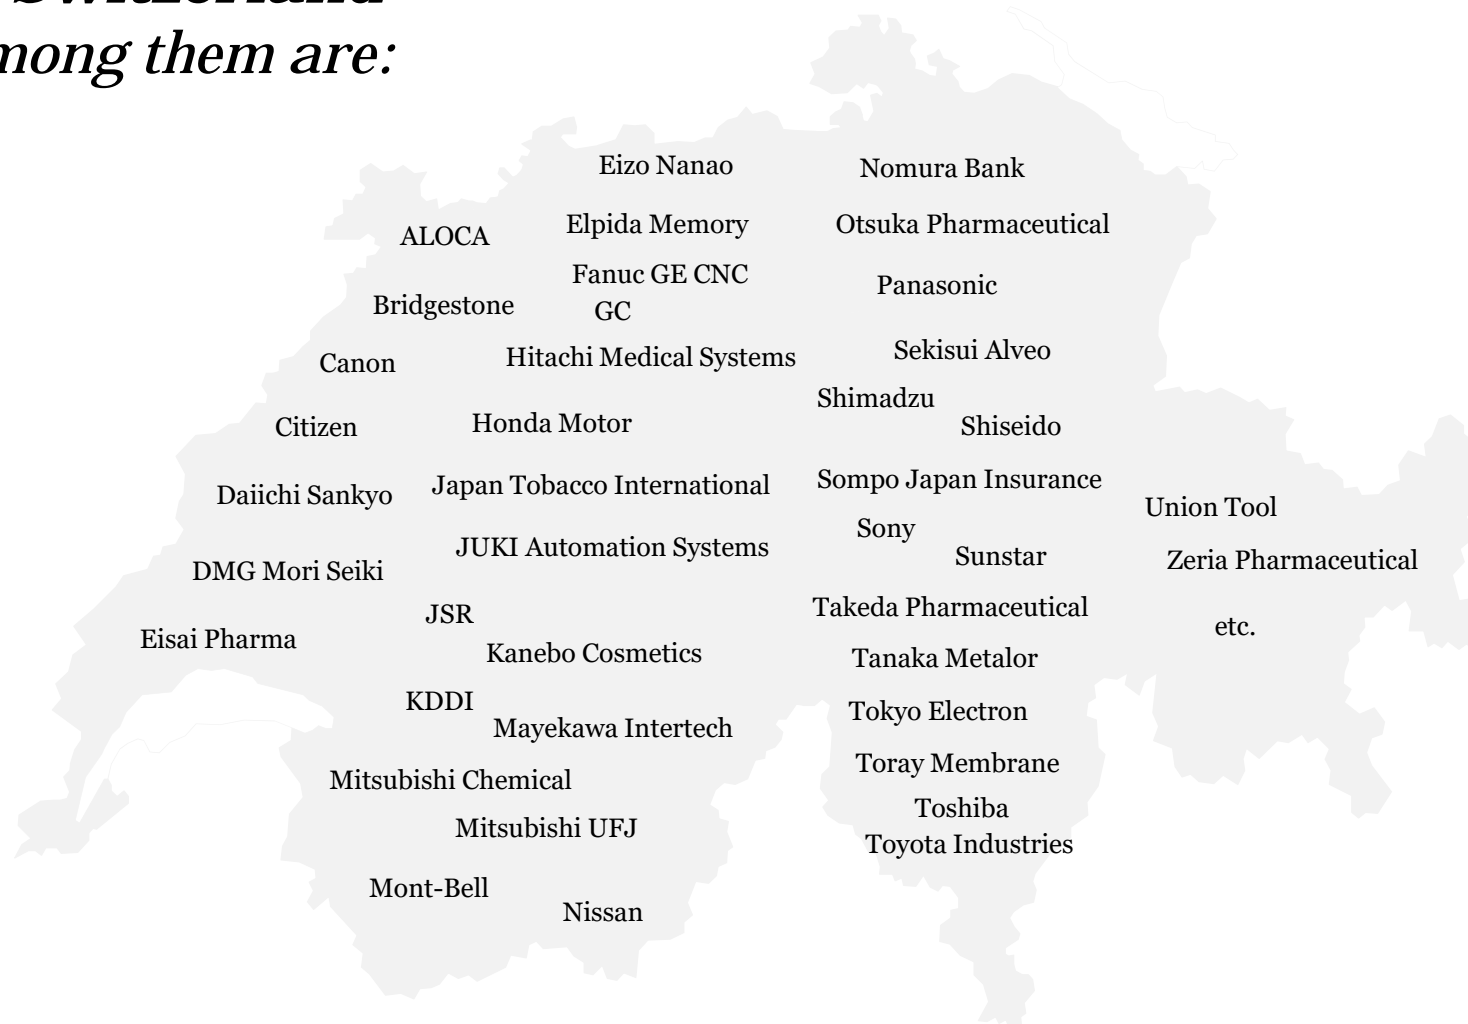 Switzerland
mong them are:
ALOCA
Bridgestone
Canon
Citizen
Daiichi Sankyo
DMG Mori Seiki
Eisai Pharma
Eizo Nanao
Elpida Memory
Fanuc GE CNC
GC
Hitachi Medical Systems
Honda Motor
Japan Tobacco International
JUKI Automation Systems
JSR
Kanebo Cosmetics
KDDI
Mayekawa Intertech
Mitsubishi Chemical
Mitsubishi UFJ
Mont-Bell
Nissan
Nomura Bank
Otsuka Pharmaceutical
Panasonic
Sekisui Alveo
Shimadzu
Shiseido
Sompo Japan Insurance
Sony
Sunstar
Takeda Pharmaceutical
Tanaka Metalor
Tokyo Electron
Toray Membrane
Toshiba
Toyota Industries
Union Tool
Zeria Pharmaceutical
etc.